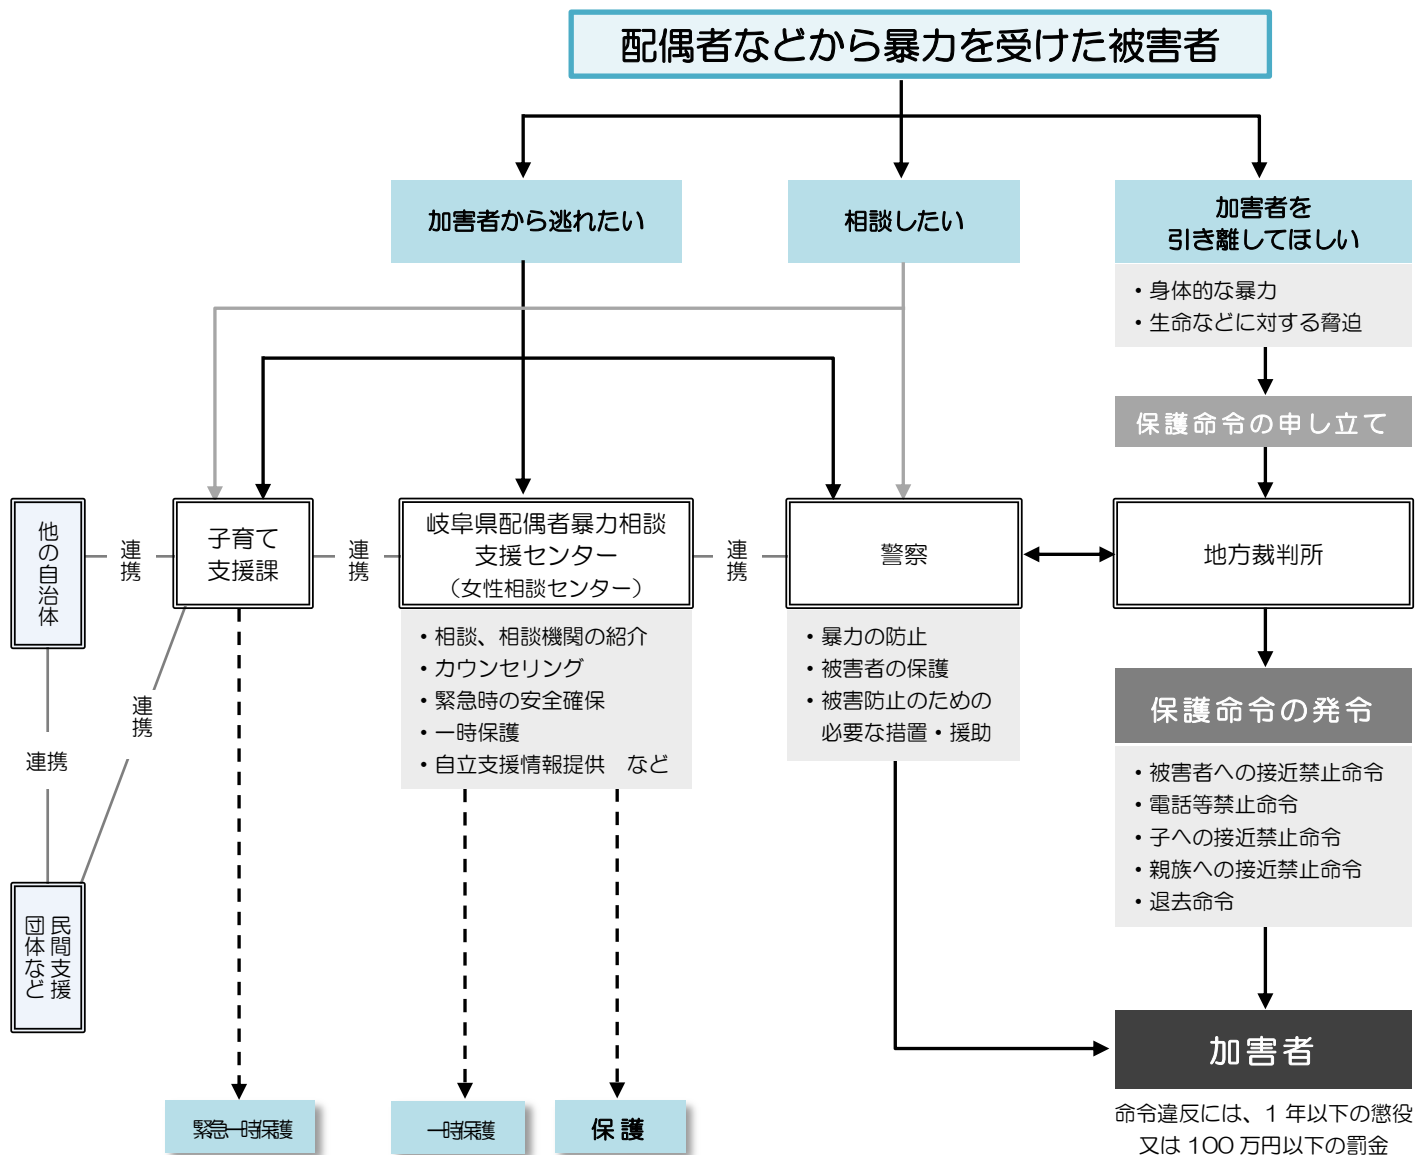 配偶者などから暴力を受けた被害者
加害者から逃れたい
相談したい
加害者を
引き離してほしい
・身体的な暴力
・生命などに対する脅迫
保護命令の申し立て
他の自治体
連携
子育て
支援課
連携
岐阜県配偶者暴力相談
支援センター
（女性相談センター）
連携
警察
地方裁判所
・相談、相談機関の紹介
・カウンセリング
・緊急時の安全確保
・一時保護
・自立支援情報提供　など
・暴力の防止
・被害者の保護
・被害防止のための
必要な措置・援助
保護命令の発令
・被害者への接近禁止命令
・電話等禁止命令
・子への接近禁止命令
・親族への接近禁止命令
・退去命令
連携
連携
民間支援
団体など
加害者
緊急一時保護
一時保護
保護
命令違反には、1 年以下の懲役
又は 100 万円以下の罰金